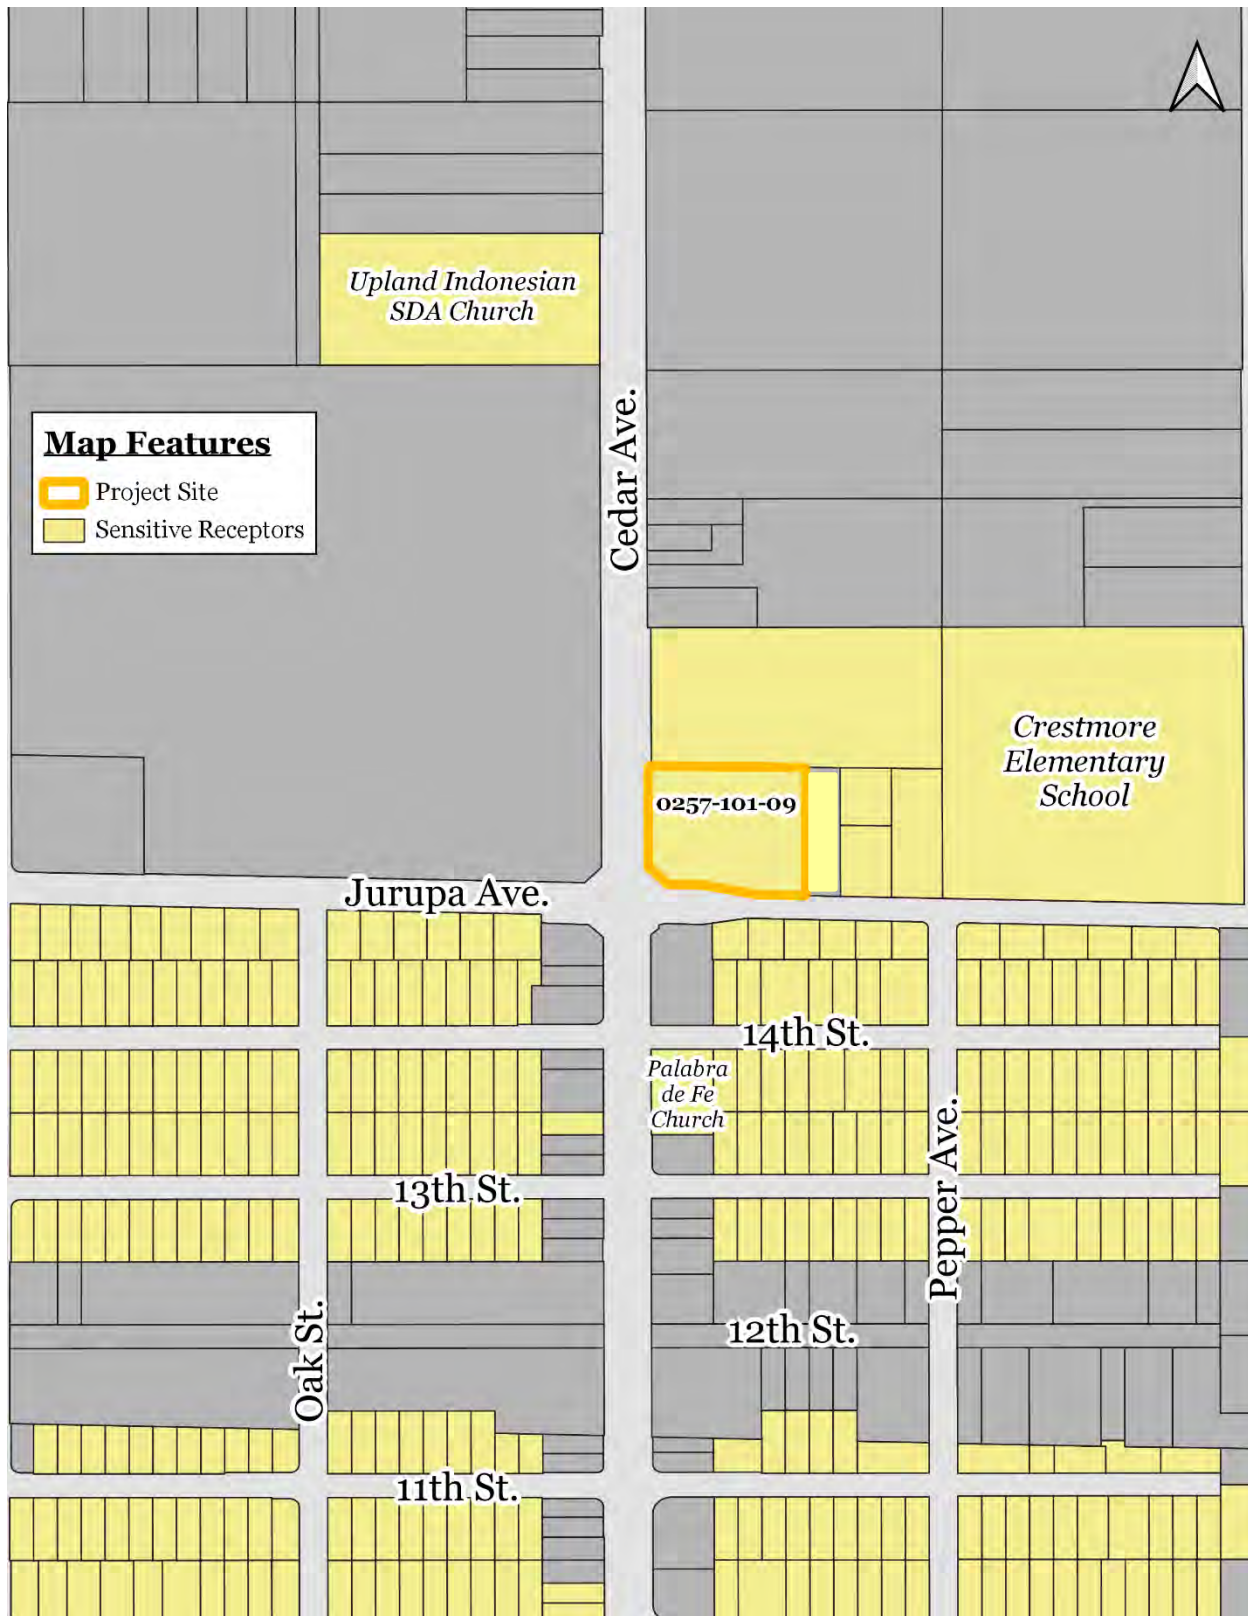 Upland Indonesian
SDA Church
Map Features
Project Site
Sensitive Receptors
Cedar Ave.
Crestmore
Elementary
School
0257-101-09
Jurupa Ave.
14th St.
Palabra
de Fe
Church
Pepper Ave.
13th St.
12th St.
Oak St.
11th St.